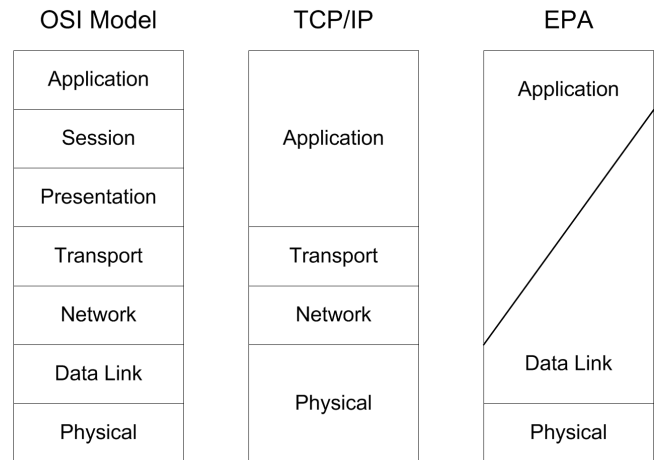 OSI Model
Application
Session
Presentation
Transport
Network
Data Link
Physical
TCP/IP
Application
Transport
Network
Physical
EPA
Application
Data Link
Physical